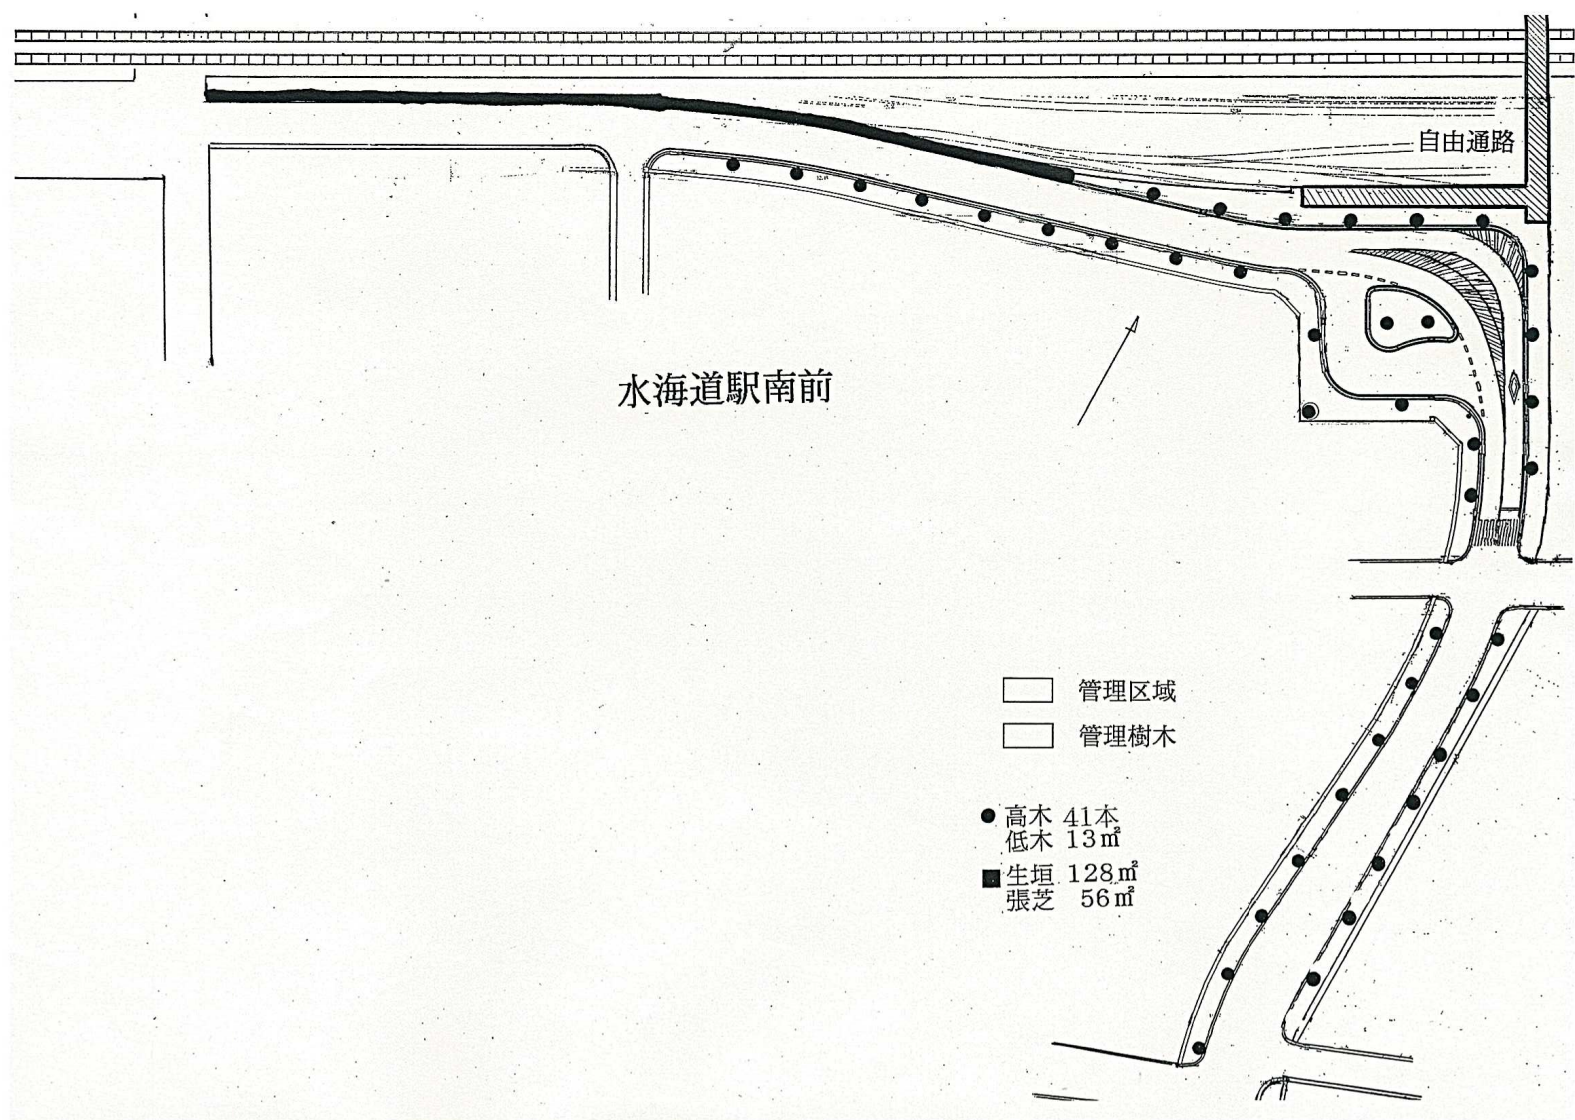 自由通路
水海道駅南前
管理区域
管理樹木
●高木 41本
低木 13㎡
■生垣 128㎡
張芝 56㎡